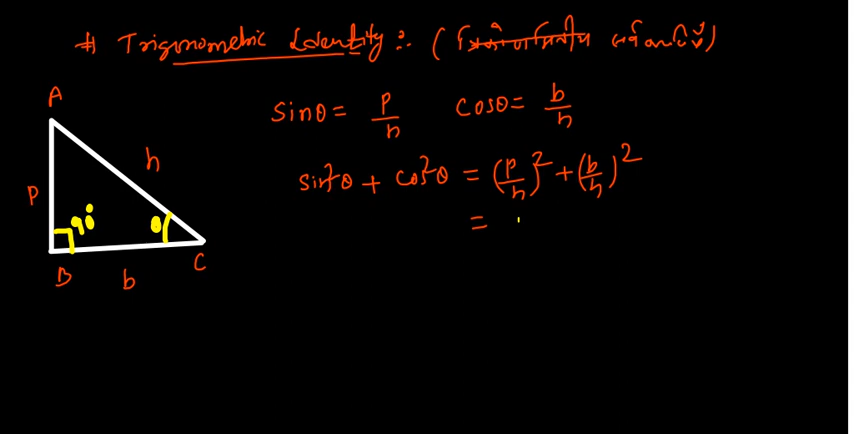 # Trigonometric Identity :- (
A
sinθ = p/h cosθ = b/h
h
sin²θ + cos²θ = (p/h)² + (b/h)²
p
90°
θ
=
B
b
C